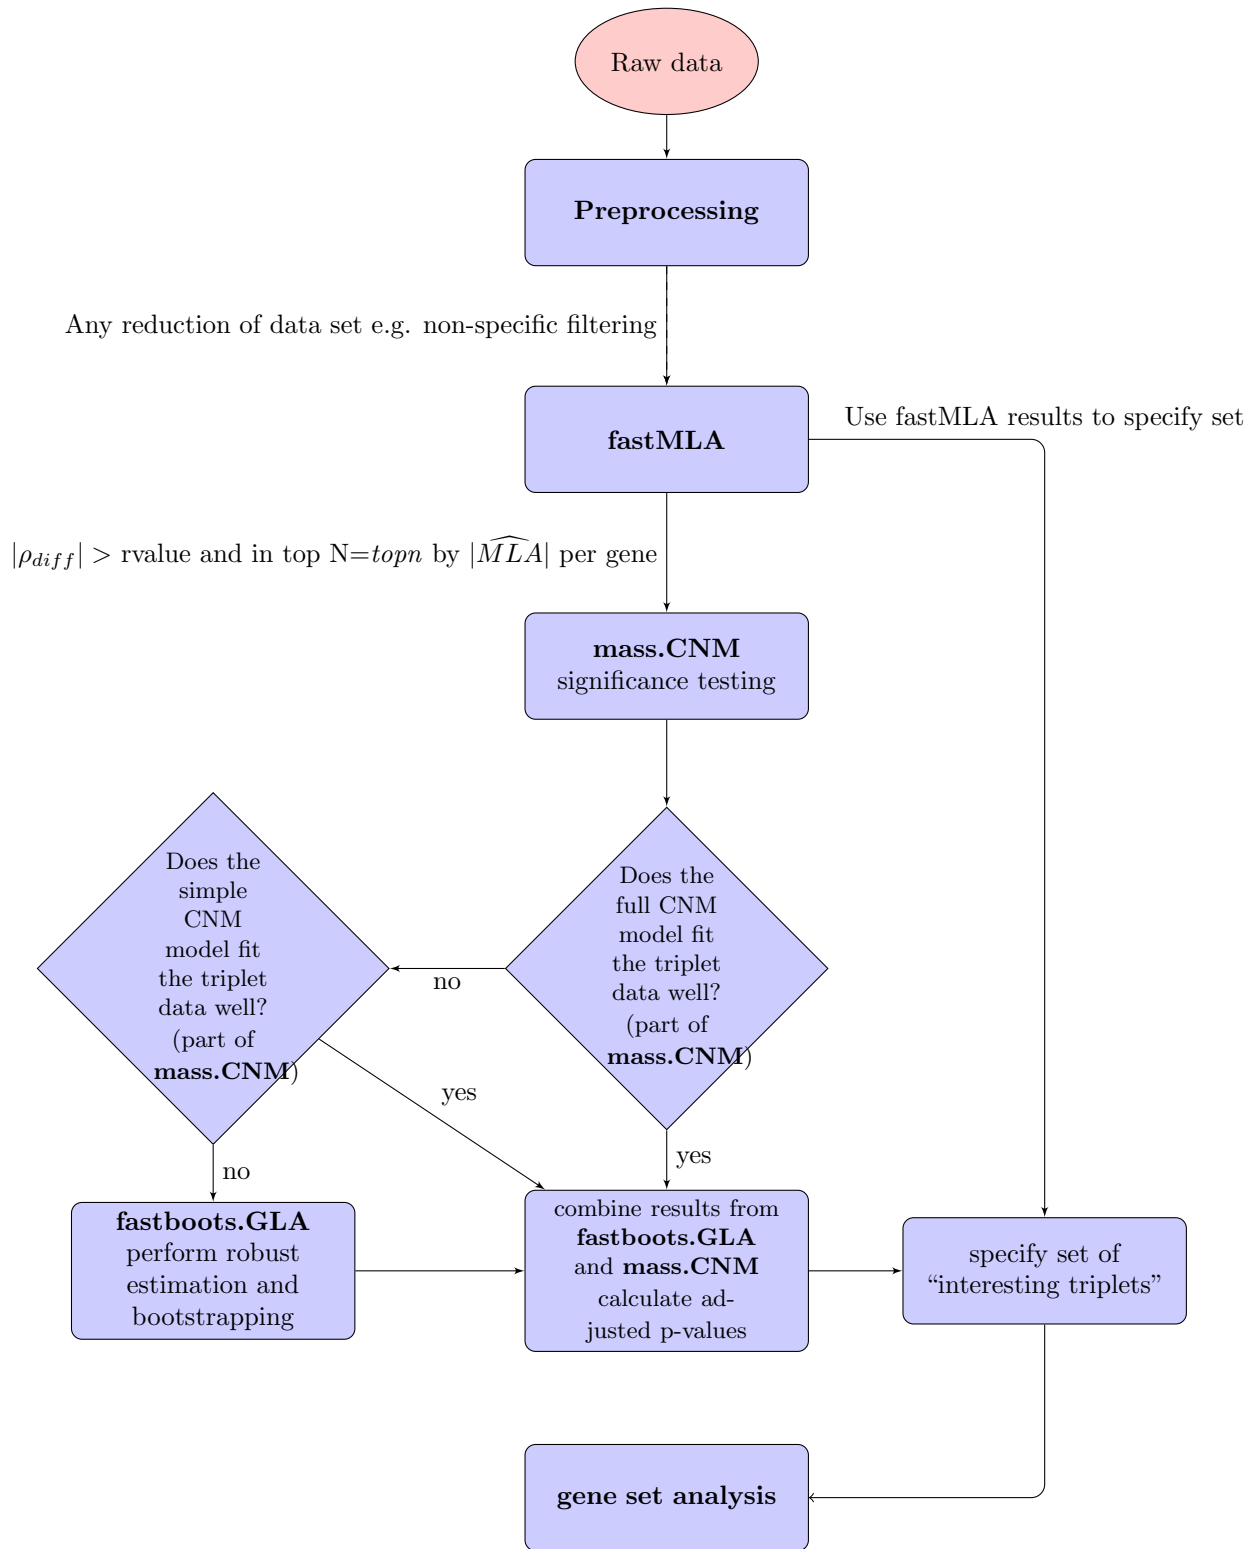 Raw data
Preprocessing
Any reduction of data set e.g. non-specific filtering
fastMLA
Use fastMLA results to specify set
|ρ_{diff}| > rvalue and in top N=topn by |\widehat{MLA}| per gene
mass.CNM
significance testing
Does the
simple
CNM
model fit
the triplet
data well?
(part of
mass.CNM)
Does the
full CNM
model fit
the triplet
data well?
(part of
mass.CNM)
no
yes
yes
no
fastboots.GLA
perform robust
estimation and
bootstrapping
combine results from
fastboots.GLA
and mass.CNM
calculate ad-
justed p-values
specify set of
“interesting triplets”
gene set analysis